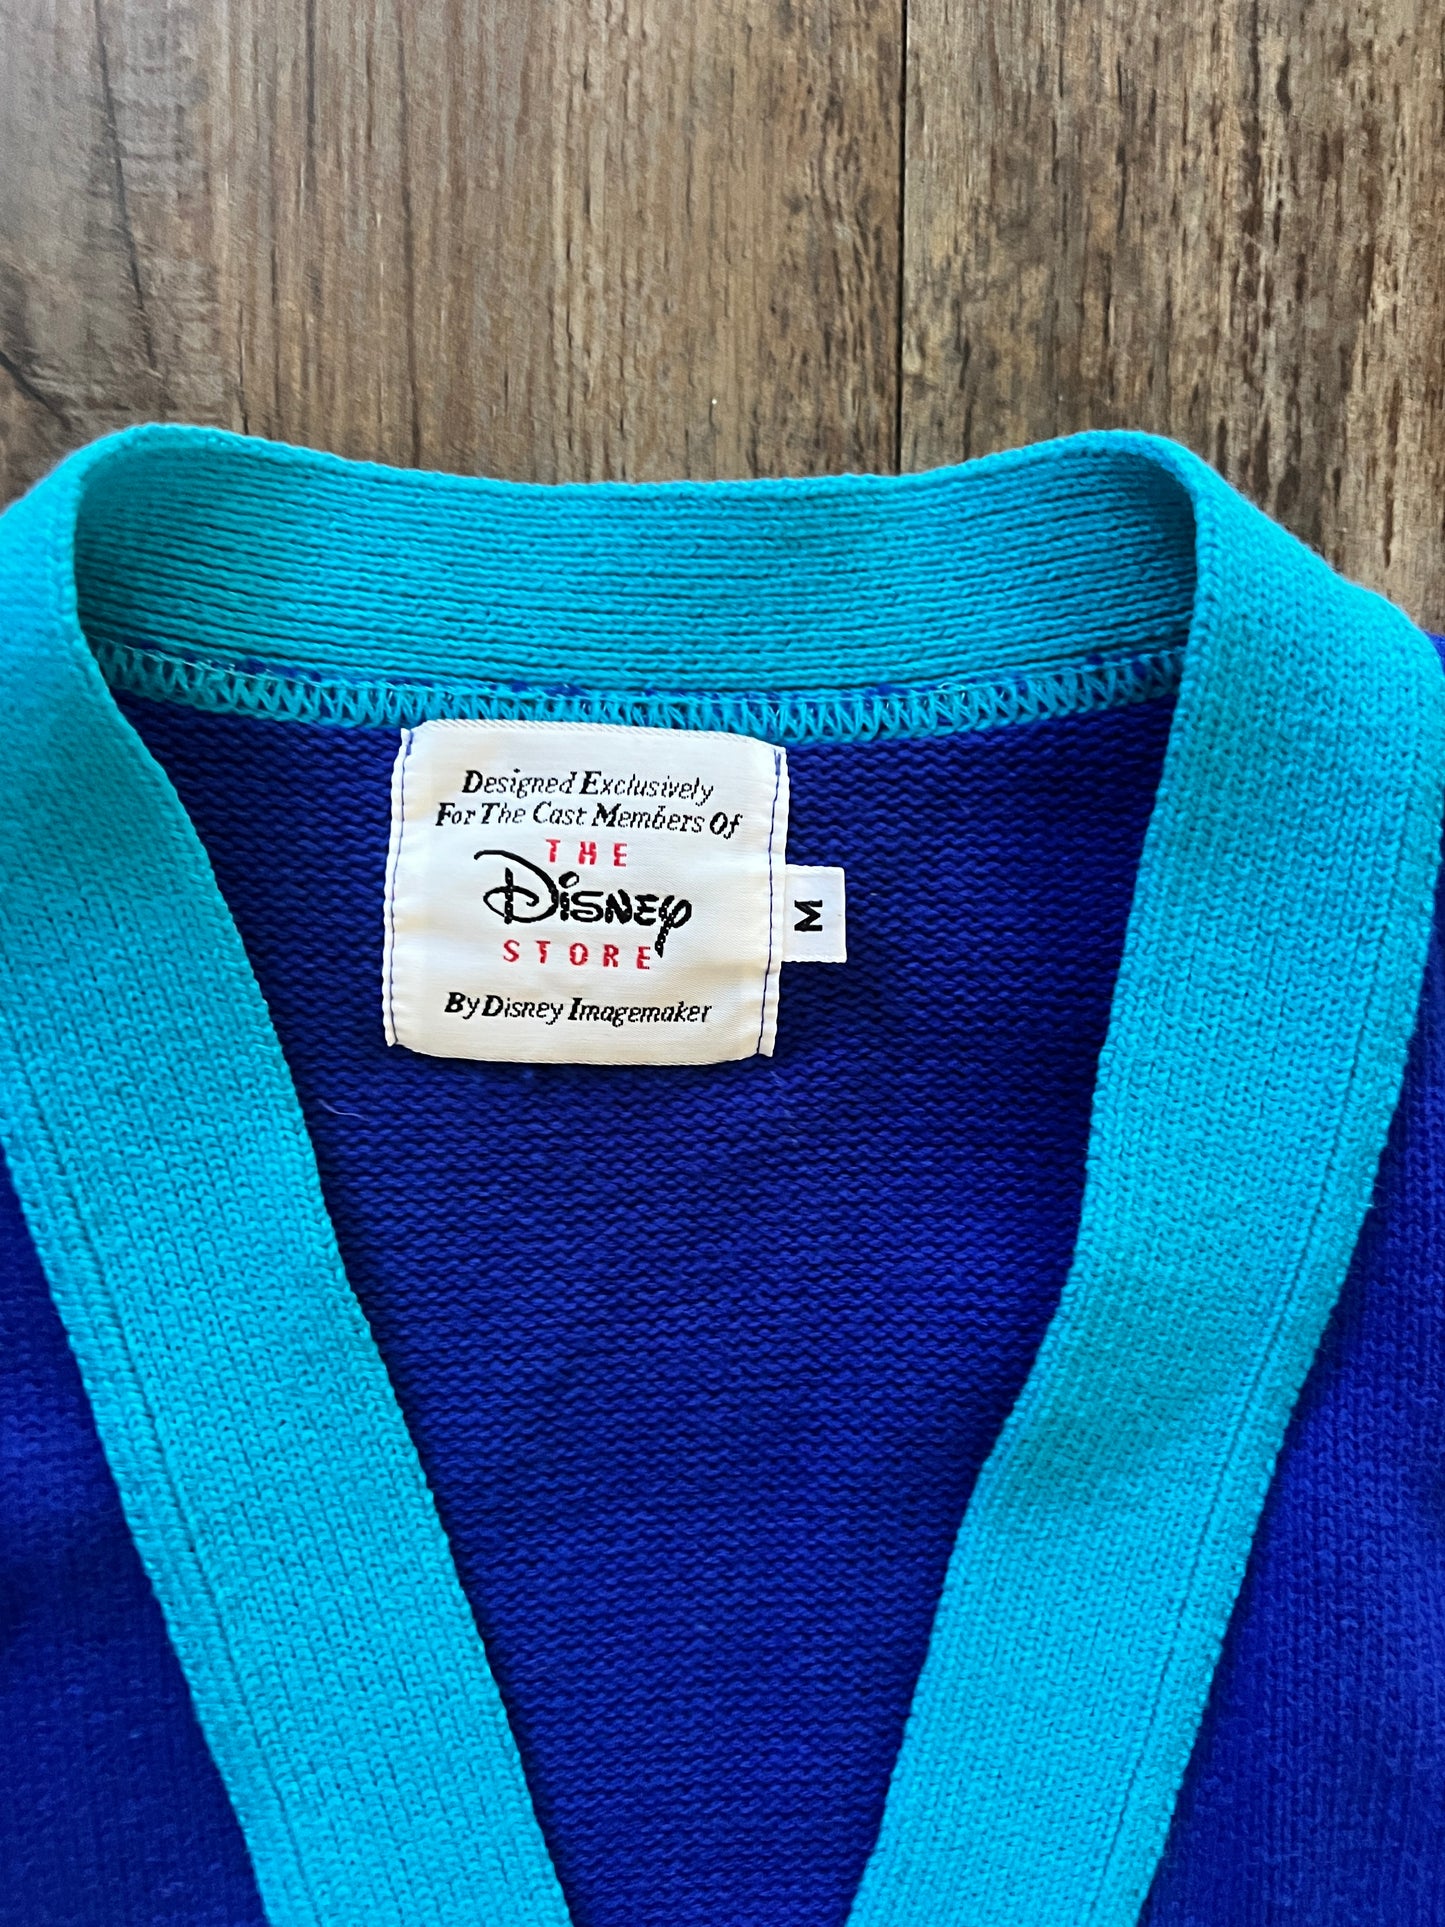 Designed Exclusively
For The Cast Members Of
THE
Disney
STORE
By Disney Imagemaker
M